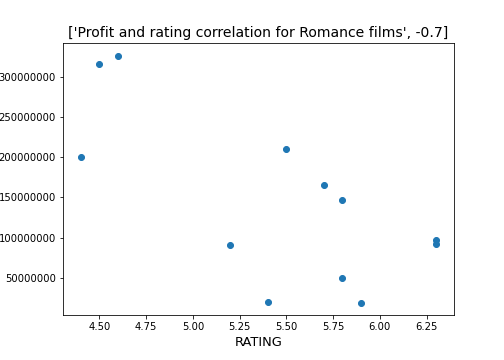 ['Profit and rating correlation for Romance films', -0.7]
300000000
250000000
200000000
150000000
100000000
50000000
4.50 4.75 5.00 5.25 5.50 5.75 6.00 6.25
RATING